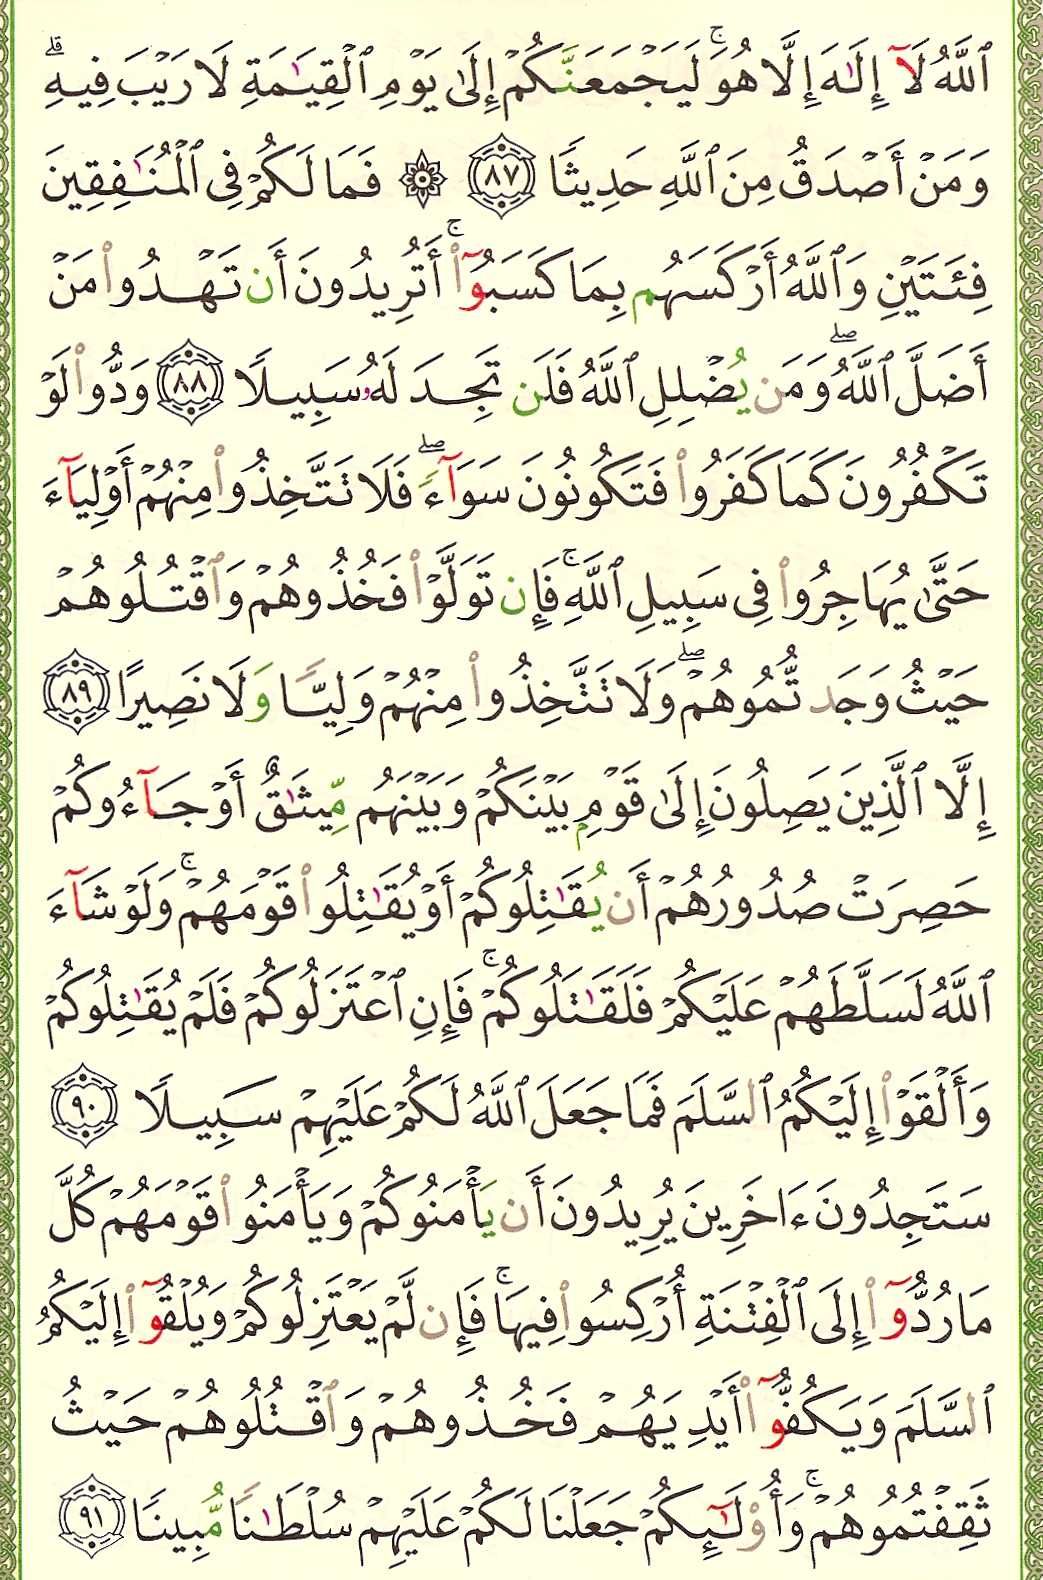 ٱللَّهُ لَآ إِلَـٰهَ إِلَّا هُوَ ۚ لَيَجْمَعَنَّكُمْ إِلَىٰ يَوْمِ ٱلْقِيَـٰمَةِ لَا رَيْبَ فِيهِ ۗ
وَمَنْ أَصْدَقُ مِنَ ٱللَّهِ حَدِيثًا ٨٧ ۞ فَمَا لَكُمْ فِى ٱلْمُنَـٰفِقِينَ
فِئَتَيْنِ وَٱللَّهُ أَرْكَسَهُم بِمَا كَسَبُوٓا۟ ۚ أَتُرِيدُونَ أَن تَهْدُوا۟ مَنْ
أَضَلَّ ٱللَّهُ ۖ وَمَن يُضْلِلِ ٱللَّهُ فَلَن تَجِدَ لَهُۥ سَبِيلًا ٨٨ وَدُّوا۟ لَوْ
تَكْفُرُونَ كَمَا كَفَرُوا۟ فَتَكُونُونَ سَوَآءً ۖ فَلَا تَتَّخِذُوا۟ مِنْهُمْ أَوْلِيَآءَ
حَتَّىٰ يُهَاجِرُوا۟ فِى سَبِيلِ ٱللَّهِ ۚ فَإِن تَوَلَّوْا۟ فَخُذُوهُمْ وَٱقْتُلُوهُمْ
حَيْثُ وَجَدتُّمُوهُمْ ۖ وَلَا تَتَّخِذُوا۟ مِنْهُمْ وَلِيًّا وَلَا نَصِيرًا ٨٩
إِلَّا ٱلَّذِينَ يَصِلُونَ إِلَىٰ قَوْمٍۭ بَيْنَكُمْ وَبَيْنَهُم مِّيثَـٰقٌ أَوْ جَآءُوكُمْ
حَصِرَتْ صُدُورُهُمْ أَن يُقَـٰتِلُوكُمْ أَوْ يُقَـٰتِلُوا۟ قَوْمَهُمْ ۚ وَلَوْ شَآءَ
ٱللَّهُ لَسَلَّطَهُمْ عَلَيْكُمْ فَلَقَـٰتَلُوكُمْ ۚ فَإِنِ ٱعْتَزَلُوكُمْ فَلَمْ يُقَـٰتِلُوكُمْ
وَأَلْقَوْا۟ إِلَيْكُمُ ٱلسَّلَمَ فَمَا جَعَلَ ٱللَّهُ لَكُمْ عَلَيْهِمْ سَبِيلًا ٩٠
سَتَجِدُونَ ءَاخَرِينَ يُرِيدُونَ أَن يَأْمَنُوكُمْ وَيَأْمَنُوا۟ قَوْمَهُمْ كُلَّ
مَا رُدُّوٓا۟ إِلَى ٱلْفِتْنَةِ أُرْكِسُوا۟ فِيهَا ۚ فَإِن لَّمْ يَعْتَزِلُوكُمْ وَيُلْقُوٓا۟ إِلَيْكُمُ
ٱلسَّلَمَ وَيَكُفُّوٓا۟ أَيْدِيَهُمْ فَخُذُوهُمْ وَٱقْتُلُوهُمْ حَيْثُ
ثَقِفْتُمُوهُمْ ۚ وَأُو۟لَـٰٓئِكُمْ جَعَلْنَا لَكُمْ عَلَيْهِمْ سُلْطَـٰنًا مُّبِينًا ٩١